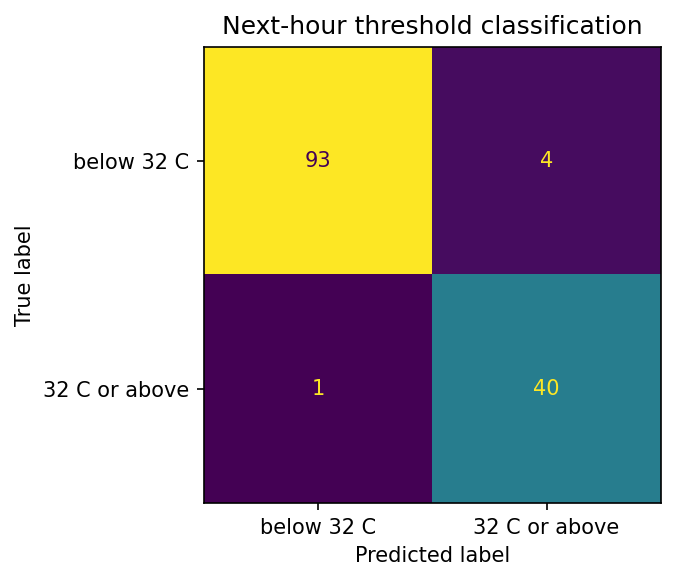 Next-hour threshold classification
True label
below 32 C
93
4
32 C or above
1
40
below 32 C
32 C or above
Predicted label